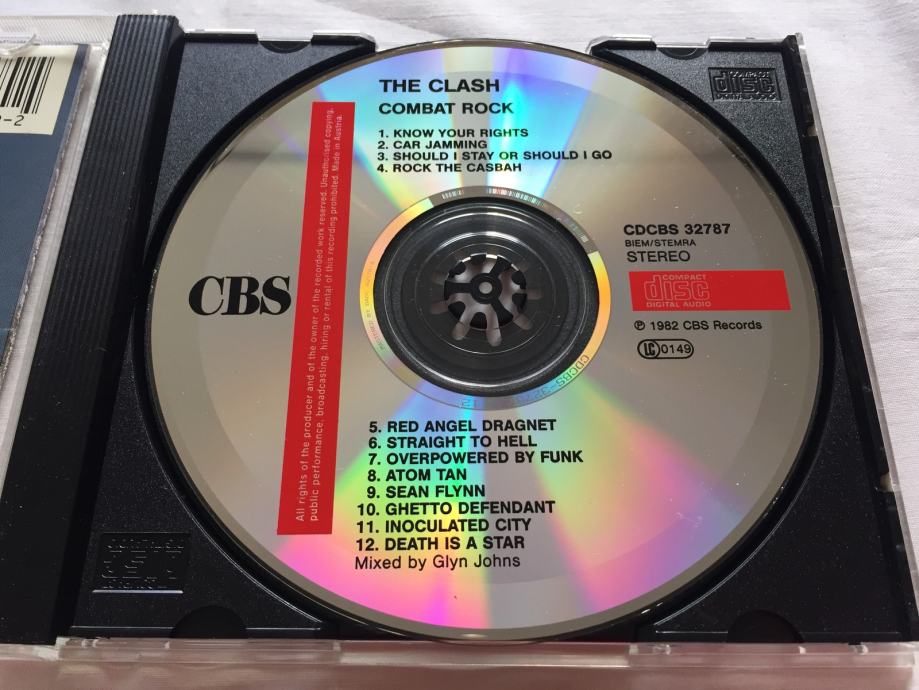 THE CLASH
COMBAT ROCK
1. KNOW YOUR RIGHTS
2. CAR JAMMING
3. SHOULD I STAY OR SHOULD I GO
4. ROCK THE CASBAH
COMPACT
disc
DIGITAL AUDIO
CDCBS 32787
BIEM/STEMRA
STEREO
COMPACT
disc
DIGITAL AUDIO
℗ 1982 CBS Records
LC 0149
CBS
All rights of the producer and of the owner of the recorded work reserved. Unauthorised copying,
public performance, broadcasting, hiring or rental of this recording prohibited. Made in Austria.
5. RED ANGEL DRAGNET
6. STRAIGHT TO HELL
7. OVERPOWERED BY FUNK
8. ATOM TAN
9. SEAN FLYNN
10. GHETTO DEFENDANT
11. INOCULATED CITY
12. DEATH IS A STAR
Mixed by Glyn Johns